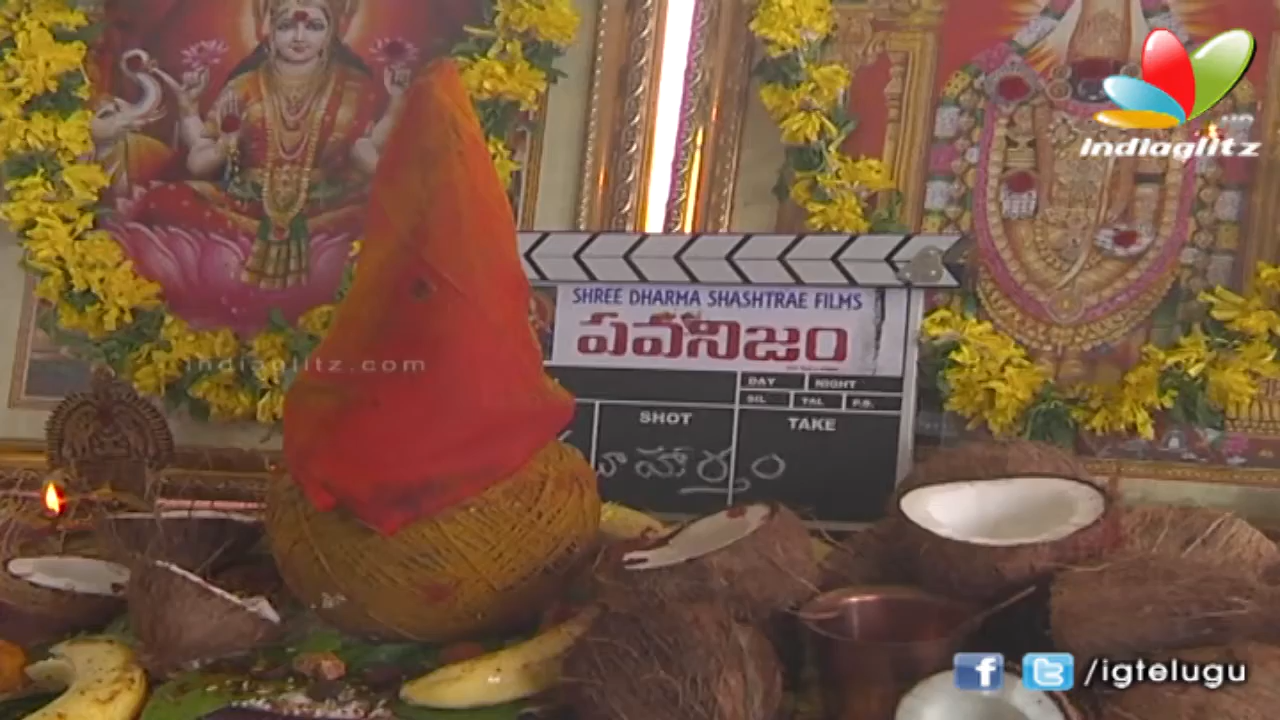 indiaglitz
SHREE DHARMA SHASHTRAE FILMS
పవనిజం
indiaglitz.com
DAY NIGHT
SIL TAL P.S.
SHOT TAKE
/igtelugu